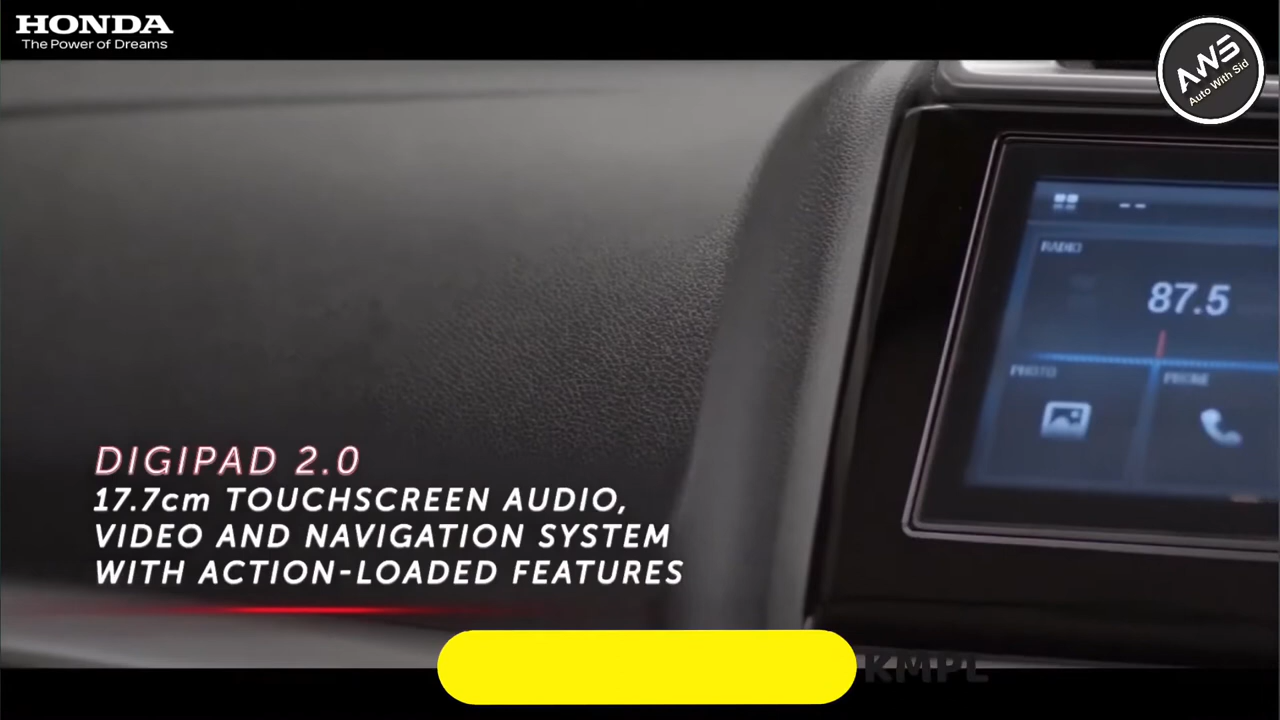 HONDA
The Power of Dreams
AWS
Auto With Sid
RADIO
87.5
PHOTO
PHONE
DIGIPAD 2.0
17.7cm TOUCHSCREEN AUDIO,
VIDEO AND NAVIGATION SYSTEM
WITH ACTION-LOADED FEATURES
KMPL